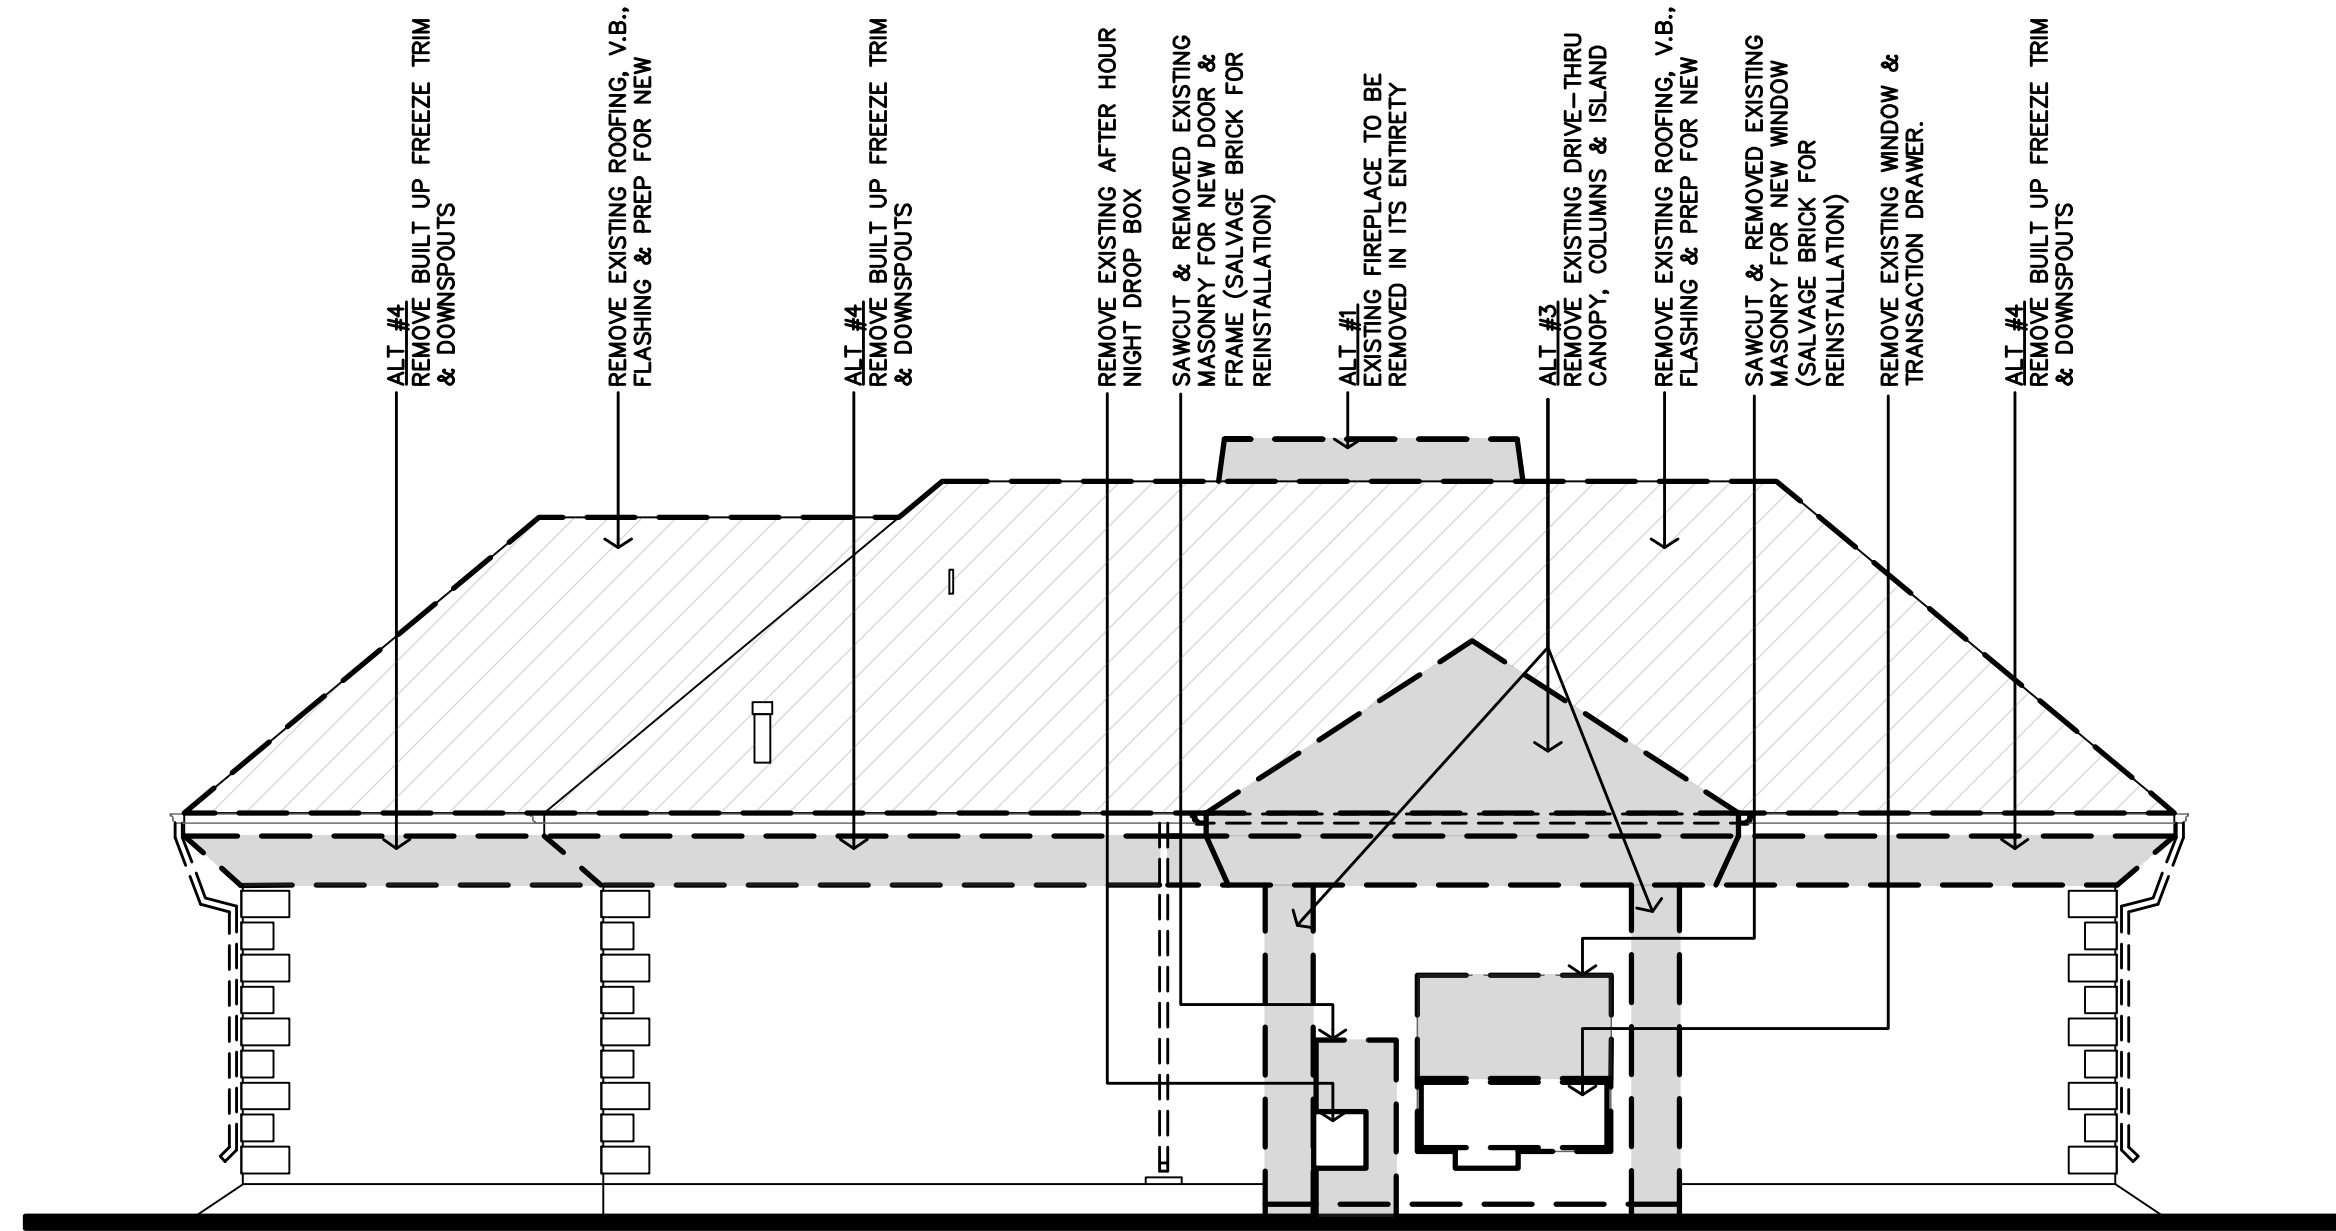 ALT #4
REMOVE BUILT UP FREEZE TRIM
& DOWNSPOUTS
REMOVE EXISTING ROOFING, V.B.,
FLASHING & PREP FOR NEW
ALT #4
REMOVE BUILT UP FREEZE TRIM
& DOWNSPOUTS
REMOVE EXISTING AFTER HOUR
NIGHT DROP BOX
SAWCUT & REMOVED EXISTING
MASONRY FOR NEW DOOR &
FRAME (SALVAGE BRICK FOR
REINSTALLATION)
ALT #1
EXISTING FIREPLACE TO BE
REMOVED IN ITS ENTIRETY
ALT #3
REMOVE EXISTING DRIVE-THRU
CANOPY, COLUMNS & ISLAND
REMOVE EXISTING ROOFING, V.B.,
FLASHING & PREP FOR NEW
SAWCUT & REMOVED EXISTING
MASONRY FOR NEW WINDOW
(SALVAGE BRICK FOR
REINSTALLATION)
REMOVE EXISTING WINDOW &
TRANSACTION DRAWER.
ALT #4
REMOVE BUILT UP FREEZE TRIM
& DOWNSPOUTS